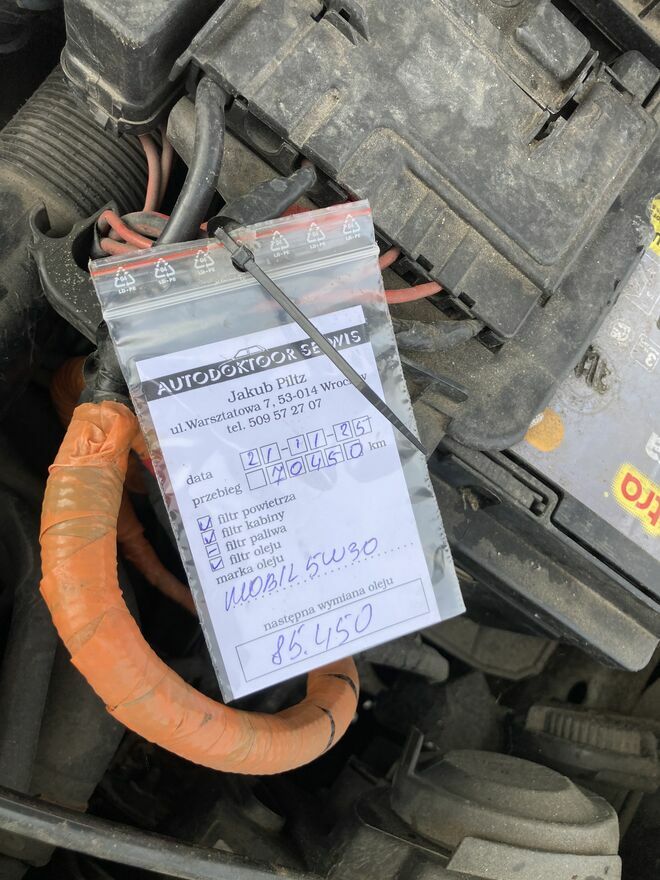 AUTODOKTOOR SERWIS
Jakub Piltz
ul.Warsztatowa 7, 53-014 Wrocław
tel. 509 57 27 07
data 21-11-25
przebieg 70450 km
filtr powietrza
filtr kabiny
filtr paliwa
filtr oleju
marka oleju
MOBIL 5W30
następna wymiana oleju
85.450
tra